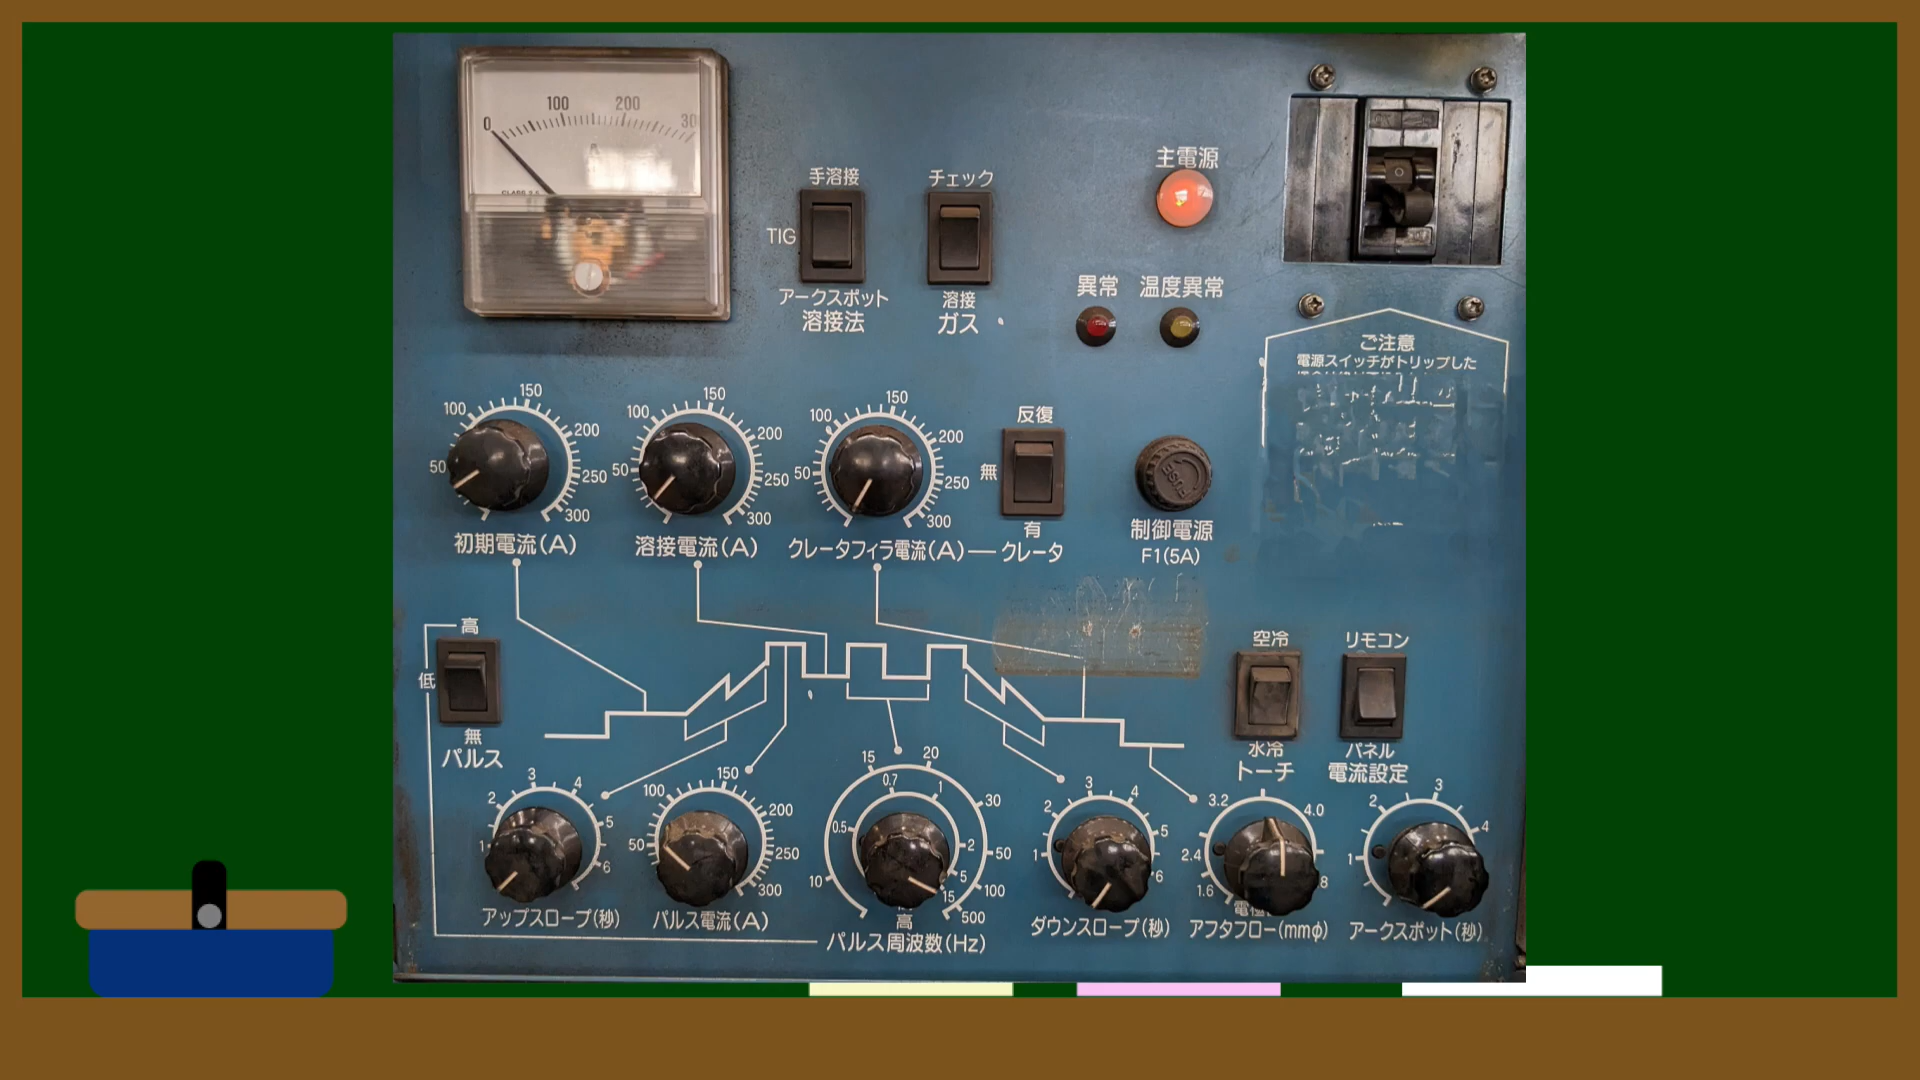 0 100 200 30
A
CLASS 2.5
手溶接
TIG
アークスポット
溶接法
チェック
溶接
ガス
主電源
異常 温度異常
ご注意
電源スイッチがトリップした
50 100 150 200 250 300
初期電流(A)
50 100 150 200 250 300
溶接電流(A)
50 100 150 200 250 300
クレータフィラ電流(A)
反復
無
有
クレータ
FUSE
制御電源
F1(5A)
高
低
無
パルス
空冷
水冷
トーチ
リモコン
パネル
電流設定
1 2 3 4 5 6
アップスロープ(秒)
50 100 150 200 250 300
パルス電流(A)
10 15 20 30 50 100 500
0.5 0.7 1 2 5 15
高
パルス周波数(Hz)
1 2 3 4 5 6
ダウンスロープ(秒)
1.6 2.4 3.2 4.0 8
アフタフロー(mmφ)
1 2 3 4
アークスポット(秒)